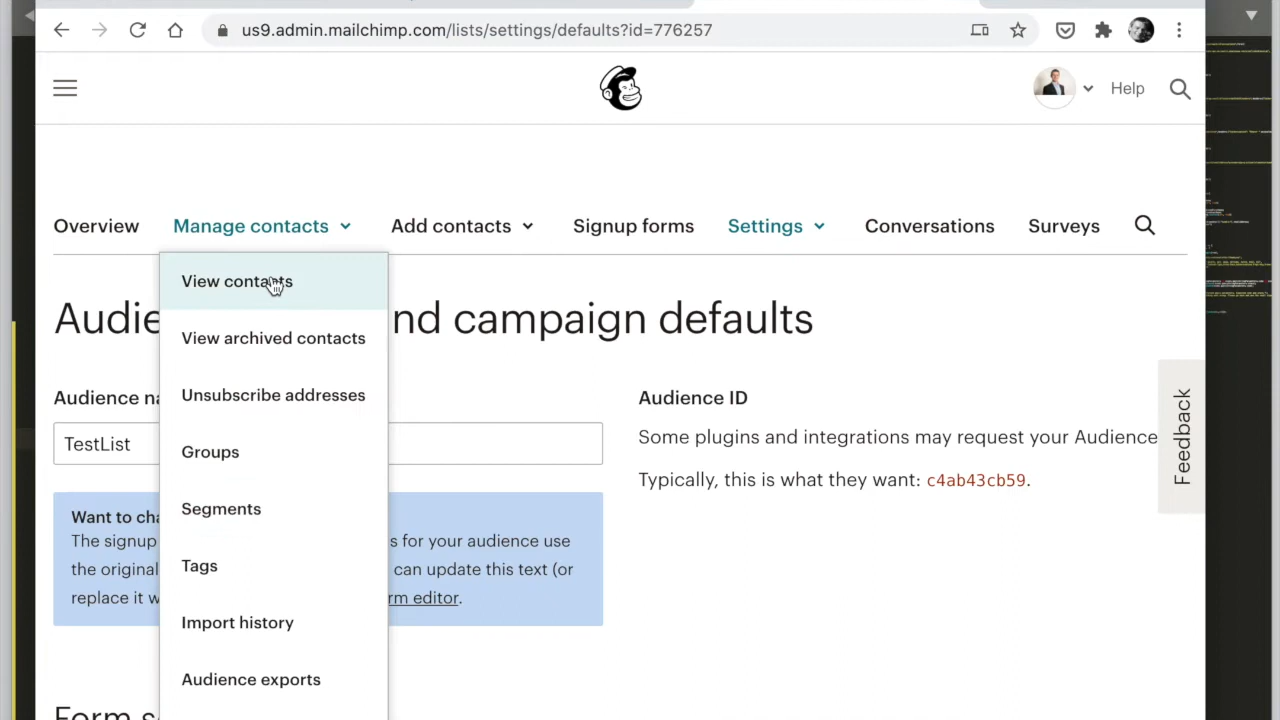 us9.admin.mailchimp.com/lists/settings/defaults?id=776257
Help
Overview
Manage contacts
Add contacts
Signup forms
Settings
Conversations
Surveys
View contacts
View archived contacts
Unsubscribe addresses
Groups
Segments
Tags
Import history
Audience exports
Audie nd campaign defaults
Audience na
TestList
Want to cha
The signup s for your audience use
the original can update this text (or
replace it w rm editor.
Audience ID
Some plugins and integrations may request your Audience
Typically, this is what they want: c4ab43cb59.
Feedback
Form s